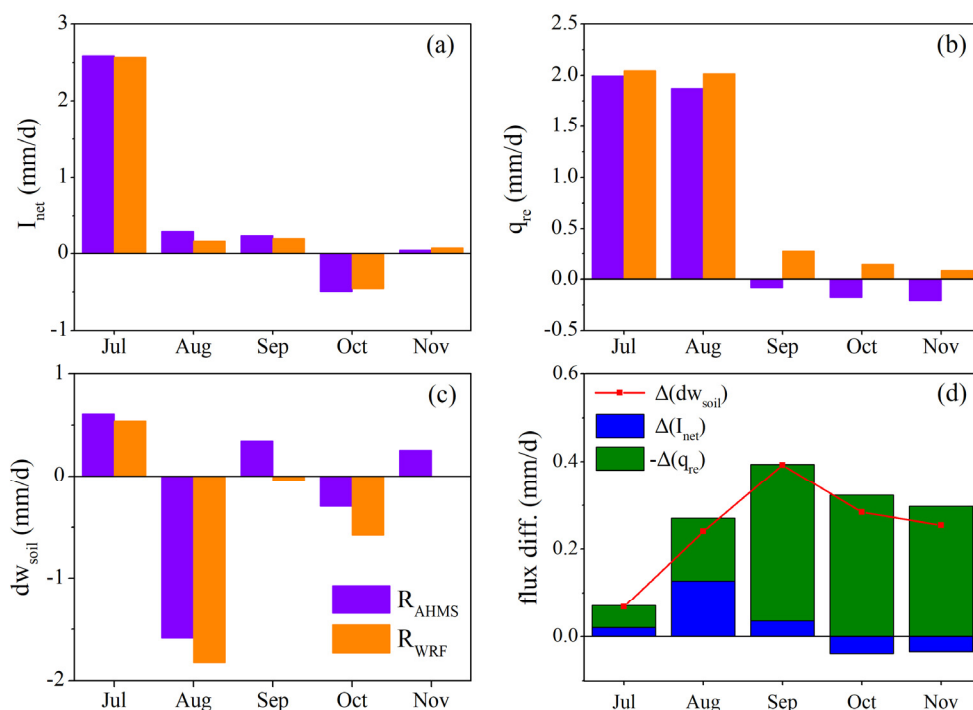 (a)
I_net (mm/d)
3
2
1
0
-1
Jul Aug Sep Oct Nov
(b)
q_re (mm/d)
2.5
2.0
1.5
1.0
0.5
0.0
-0.5
Jul Aug Sep Oct Nov
(c)
dw_soil (mm/d)
1
0
-1
-2
R_AHMS
R_WRF
Jul Aug Sep Oct Nov
(d)
flux diff. (mm/d)
0.6
0.4
0.2
0.0
Δ(dw_soil)
Δ(I_net)
-Δ(q_re)
Jul Aug Sep Oct Nov